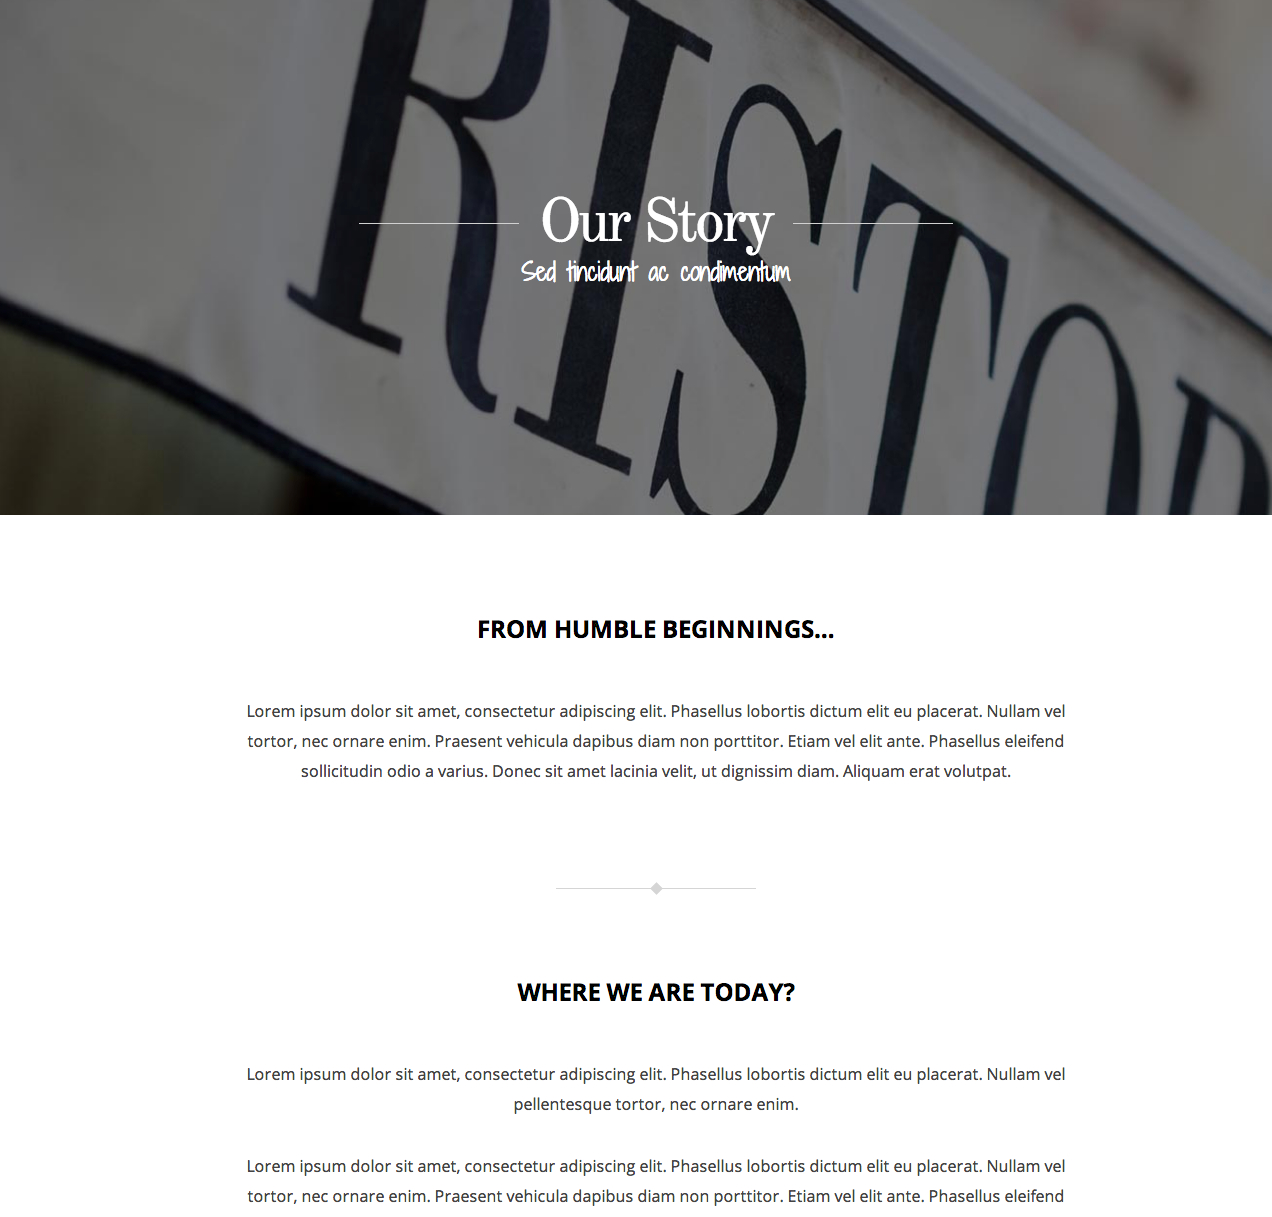 RISTOR
Our Story
Sed tincidunt ac condimentum
FROM HUMBLE BEGINNINGS...
Lorem ipsum dolor sit amet, consectetur adipiscing elit. Phasellus lobortis dictum elit eu placerat. Nullam vel
tortor, nec ornare enim. Praesent vehicula dapibus diam non porttitor. Etiam vel elit ante. Phasellus eleifend
sollicitudin odio a varius. Donec sit amet lacinia velit, ut dignissim diam. Aliquam erat volutpat.
WHERE WE ARE TODAY?
Lorem ipsum dolor sit amet, consectetur adipiscing elit. Phasellus lobortis dictum elit eu placerat. Nullam vel
pellentesque tortor, nec ornare enim.
Lorem ipsum dolor sit amet, consectetur adipiscing elit. Phasellus lobortis dictum elit eu placerat. Nullam vel
tortor, nec ornare enim. Praesent vehicula dapibus diam non porttitor. Etiam vel elit ante. Phasellus eleifend